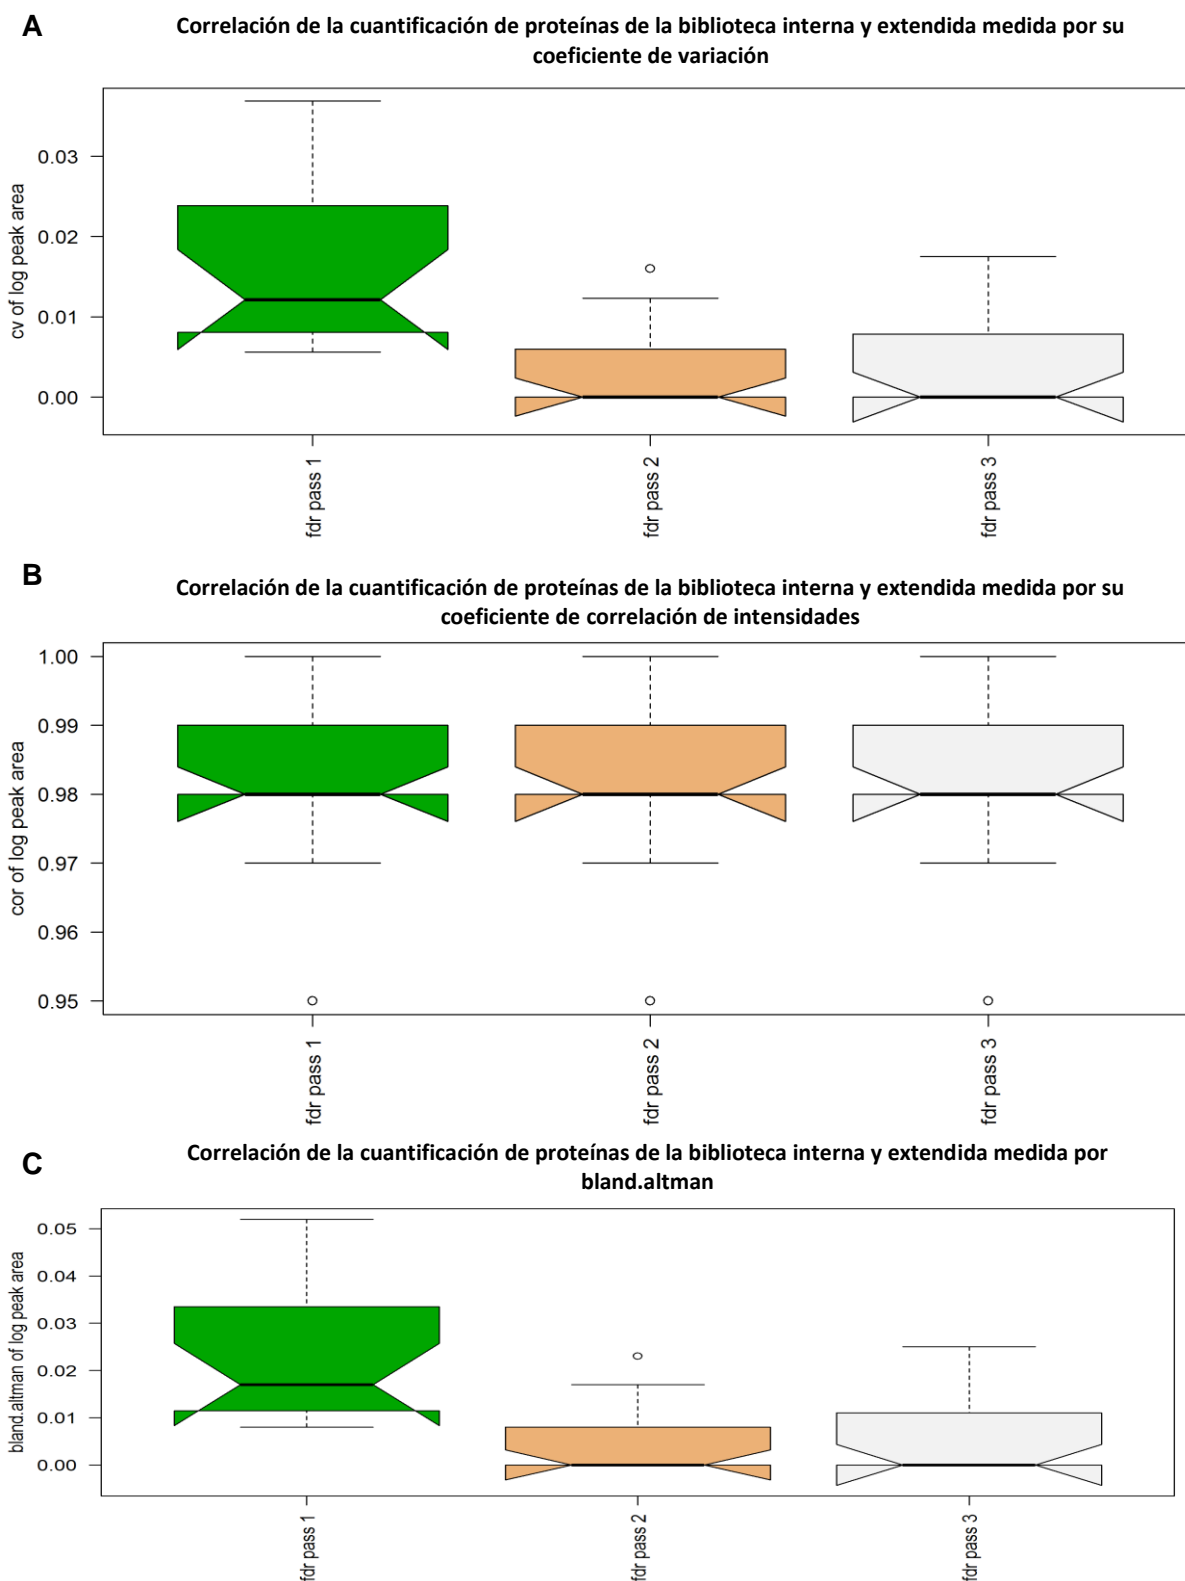 A
Correlación de la cuantificación de proteínas de la biblioteca interna y extendida medida por su
coeficiente de variación
cv of log peak area
0.03
0.02
0.01
0.00
fdr pass 1
fdr pass 2
fdr pass 3
B
Correlación de la cuantificación de proteínas de la biblioteca interna y extendida medida por su
coeficiente de correlación de intensidades
cor of log peak area
1.00
0.99
0.98
0.97
0.96
0.95
fdr pass 1
fdr pass 2
fdr pass 3
C
Correlación de la cuantificación de proteínas de la biblioteca interna y extendida medida por
bland.altman
bland.altman of log peak area
0.05
0.04
0.03
0.02
0.01
0.00
fdr pass 1
fdr pass 2
fdr pass 3